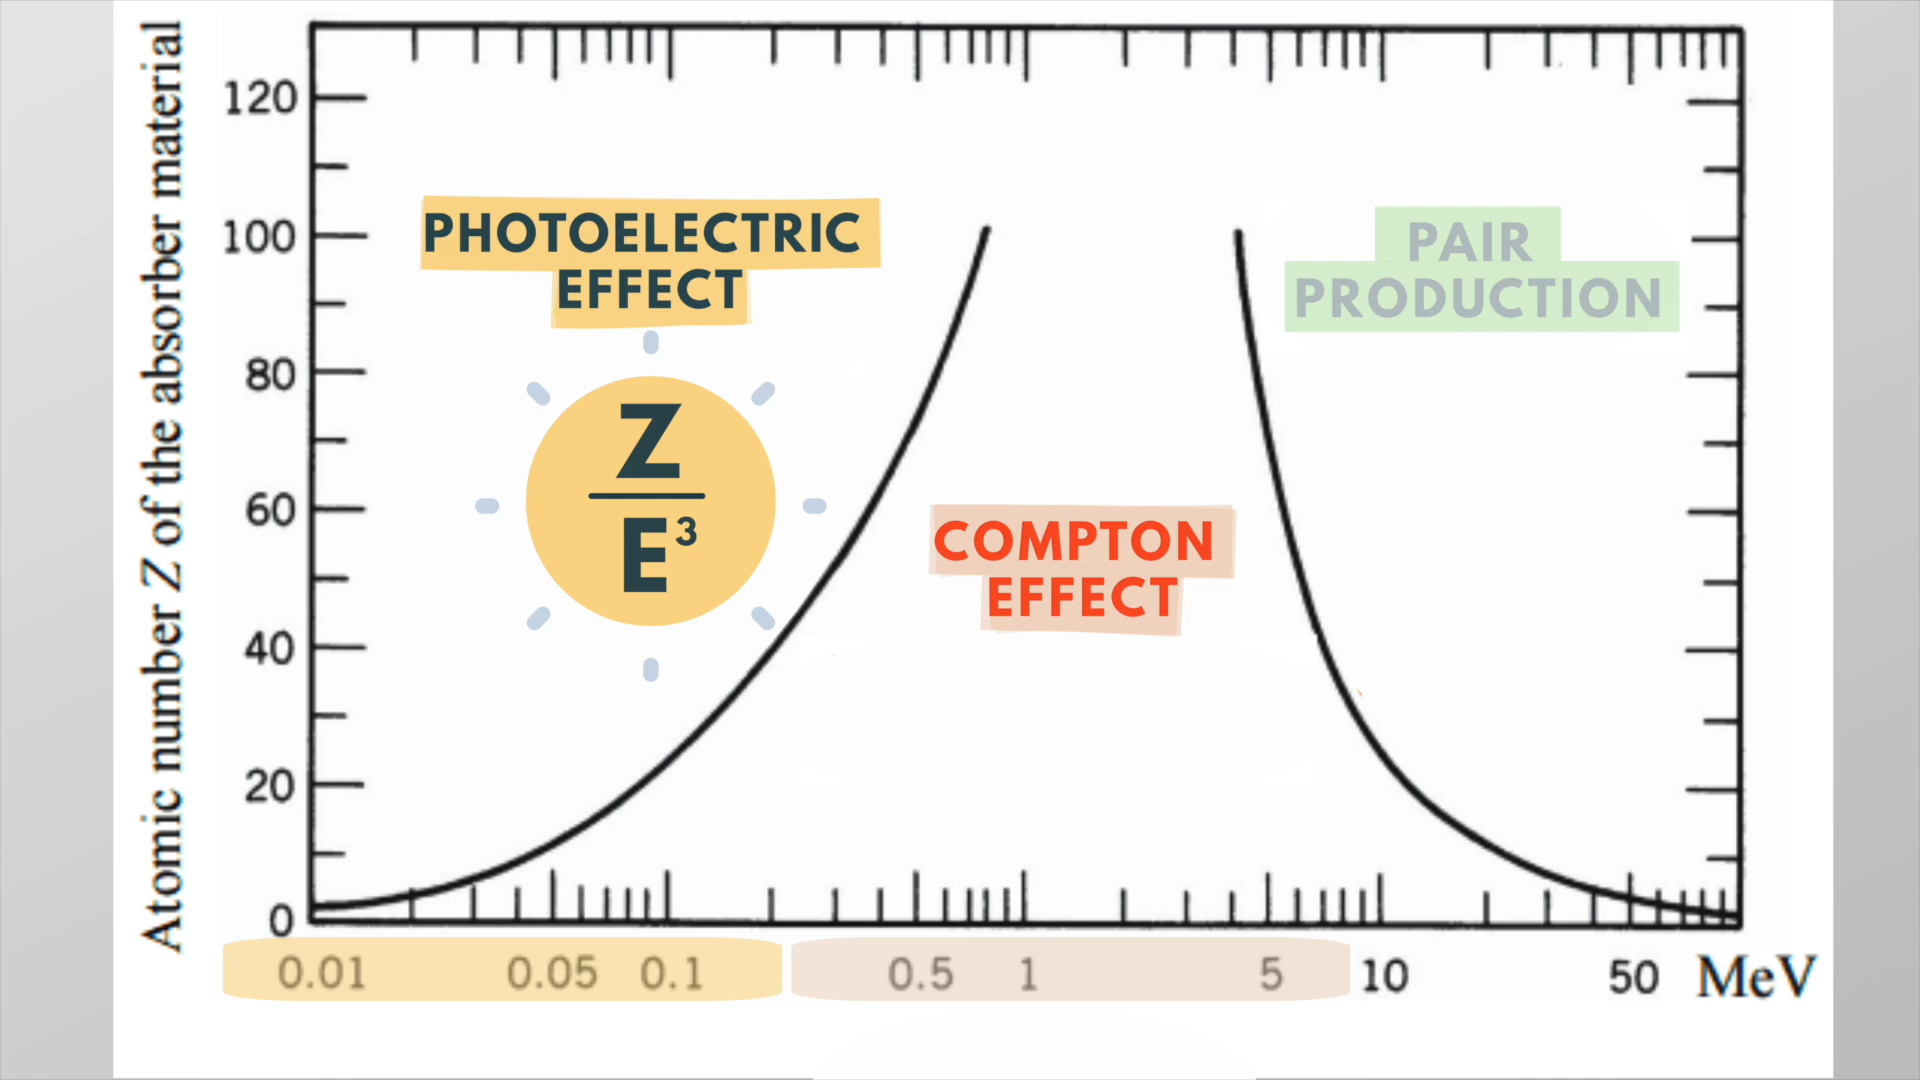 Atomic number Z of the absorber material
120
100
80
60
40
20
0
PHOTOELECTRIC
EFFECT
Z
E³
COMPTON
EFFECT
PAIR
PRODUCTION
0.01 0.05 0.1 0.5 1 5 10 50 MeV